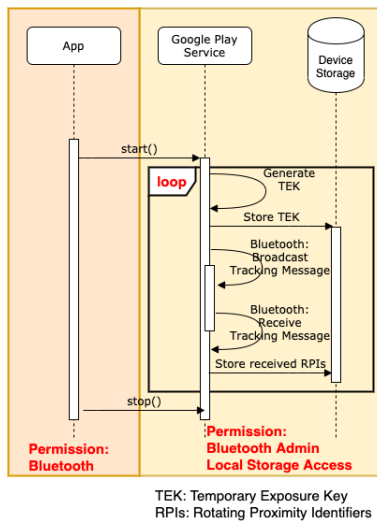 App
Google Play
Service
Device
Storage
start()
loop
Generate
TEK
Store TEK
Bluetooth:
Broadcast
Tracking Message
Bluetooth:
Receive
Tracking Message
Store received RPIs
stop()
Permission:
Bluetooth
Permission:
Bluetooth Admin
Local Storage Access
TEK: Temporary Exposure Key
RPIs: Rotating Proximity Identifiers